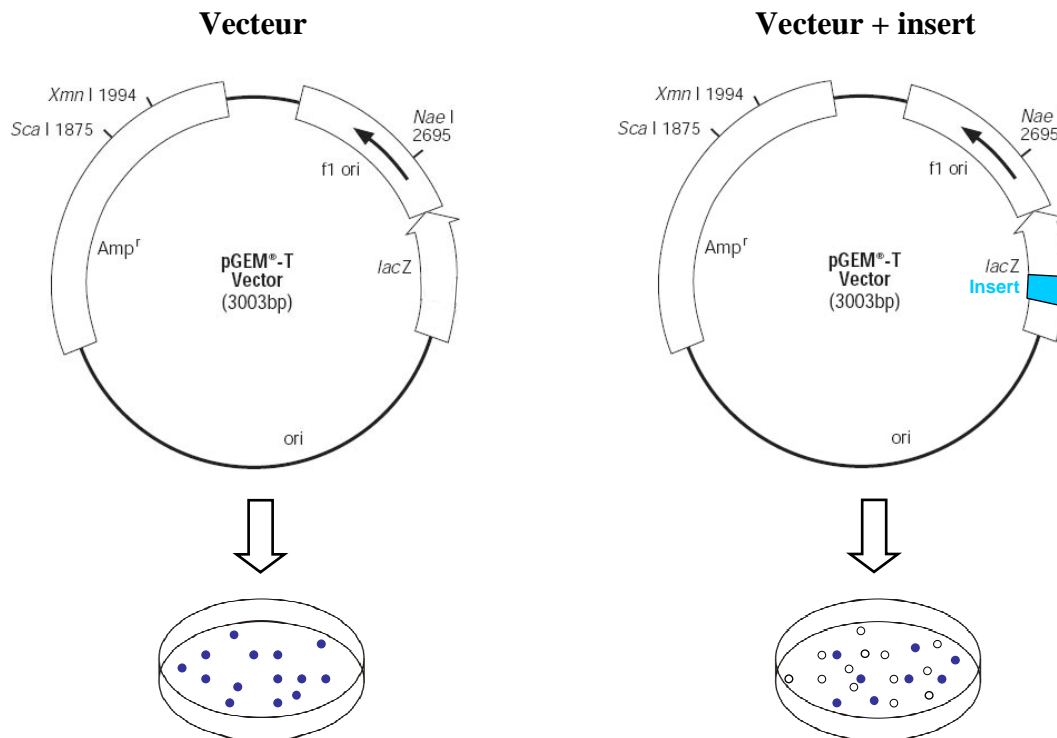 Vecteur
Xmn I 1994
Sca I 1875
Nae I
2695
f1 ori
Amp^r
pGEM®-T
Vector
(3003bp)
lacZ
ori
Vecteur + insert
Xmn I 1994
Sca I 1875
Nae I
2695
f1 ori
Amp^r
pGEM®-T
Vector
(3003bp)
lacZ
Insert
ori